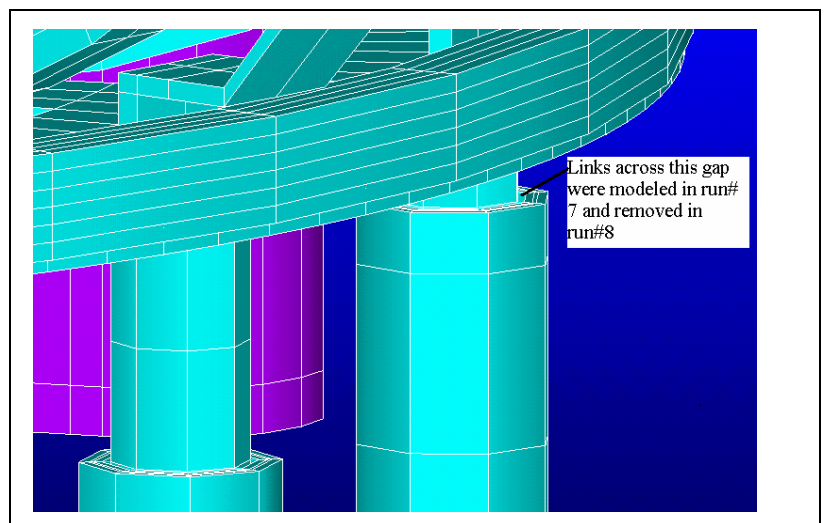 Links across this gap
were modeled in run#
7 and removed in
run#8